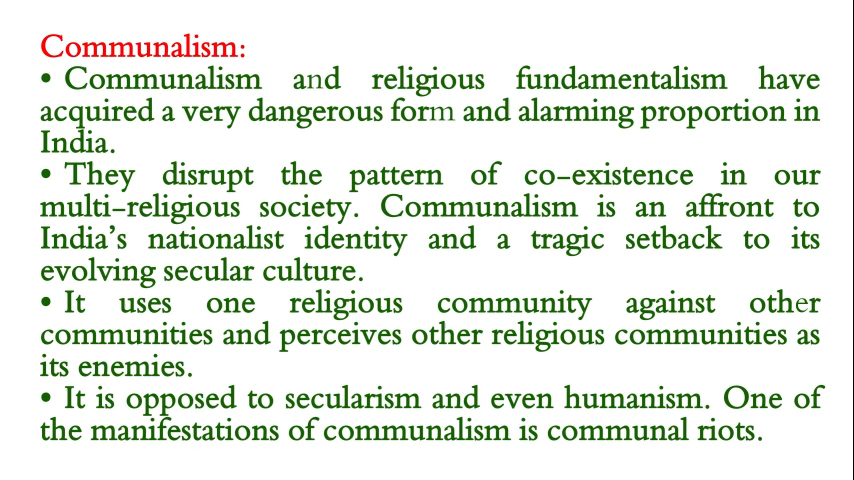 Communalism:
• Communalism and religious fundamentalism have
acquired a very dangerous form and alarming proportion in
India.
• They disrupt the pattern of co-existence in our
multi-religious society. Communalism is an affront to
India's nationalist identity and a tragic setback to its
evolving secular culture.
• It uses one religious community against other
communities and perceives other religious communities as
its enemies.
• It is opposed to secularism and even humanism. One of
the manifestations of communalism is communal riots.